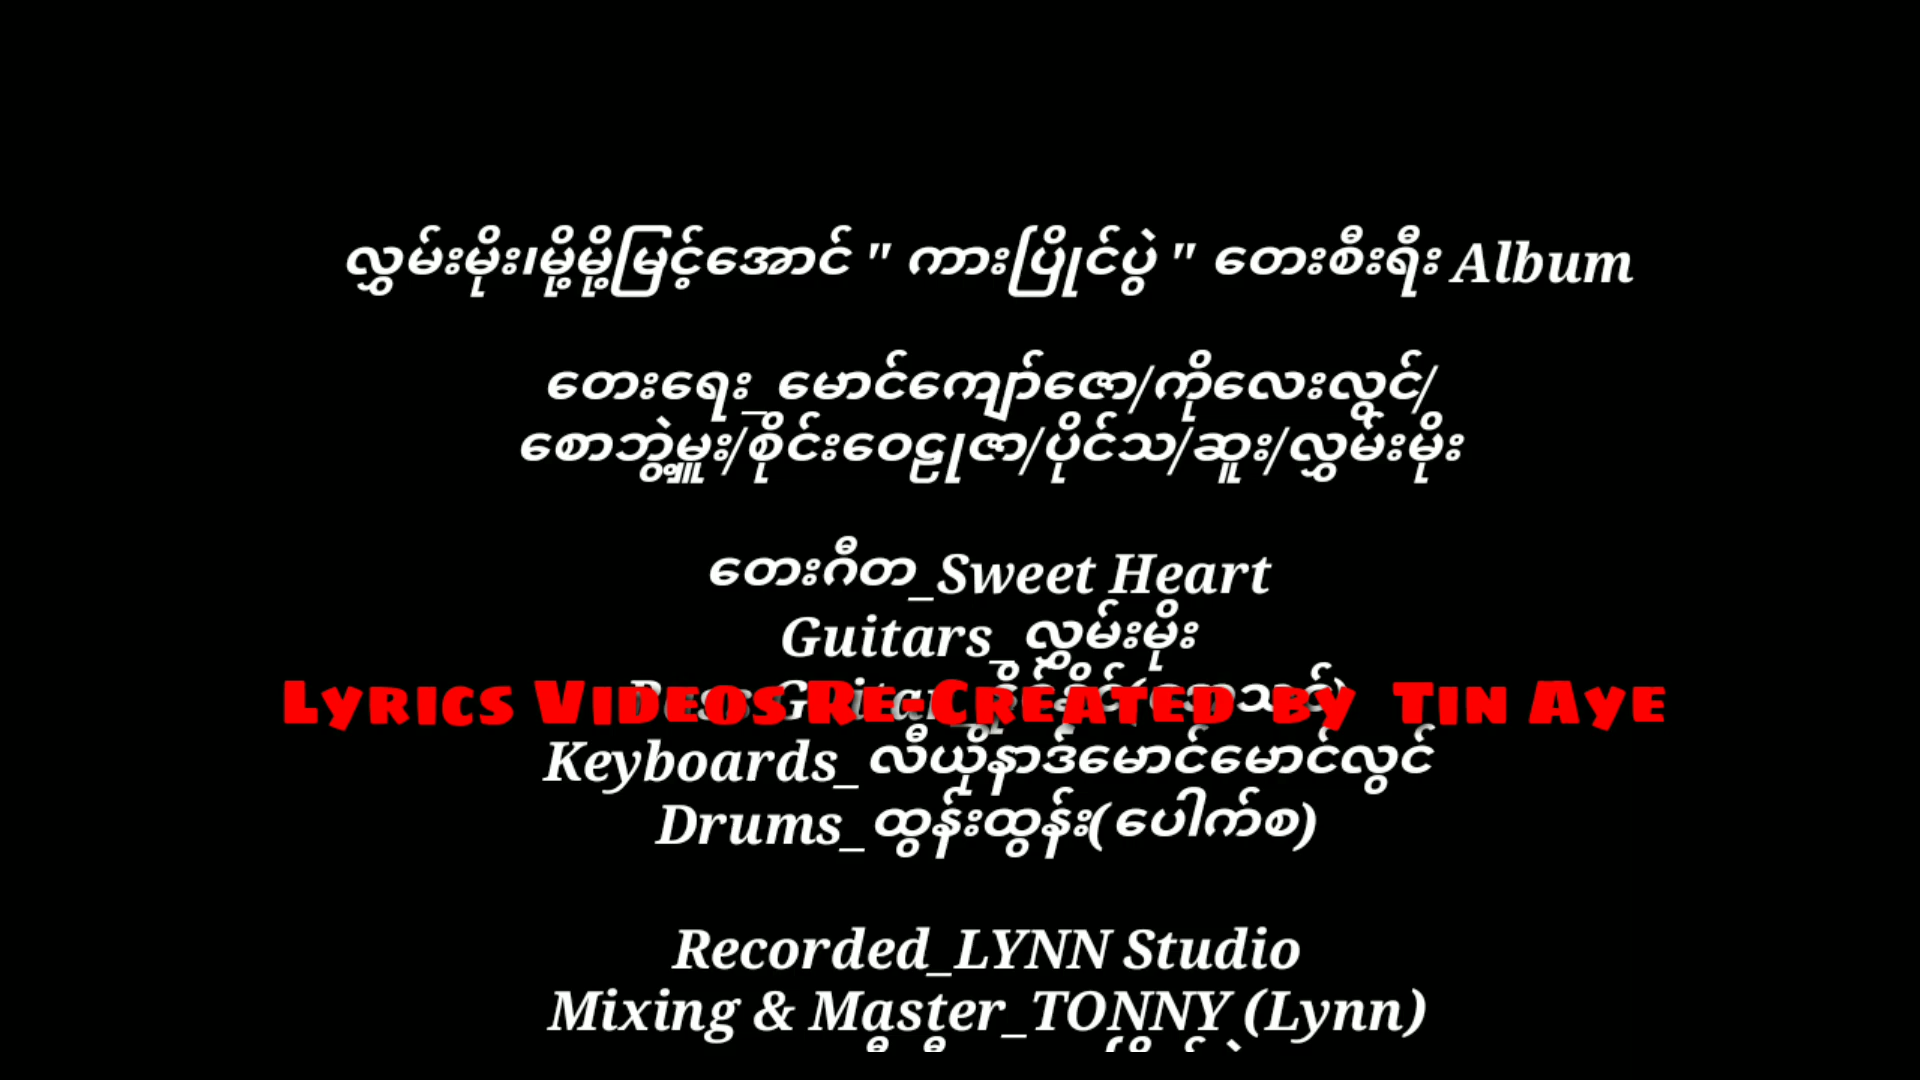 လွှမ်းမိုး၊မို့မို့မြင့်အောင် " ကားပြိုင်ပွဲ " တေးစီးရီး Album
တေးရေး_မောင်ကျော်ဇော/ကိုလေးလွင်/
စောဘွဲ့မှူး/စိုင်းဝေဠုဇာ/ပိုင်သ/ဆူး/လွှမ်းမိုး
တေးဂီတ_Sweet Heart
Guitars_လွှမ်းမိုး
Lyrics Videos Re-Created by Tin Aye
Keyboards_လီယိုနာဒ်မောင်မောင်လွင်
Drums_ထွန်းထွန်း(ပေါက်စ)
Recorded_LYNN Studio
Mixing & Master_TONNY (Lynn)